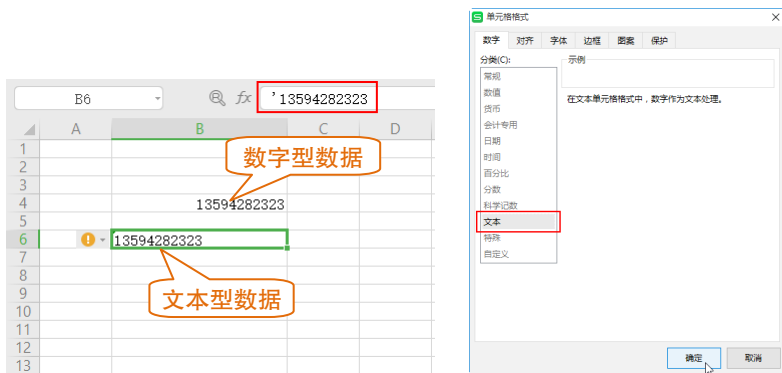 B6
fx
'13594282323
A B C D
1
2
3
4 13594282323
5
6 13594282323
7
8
9
10
11
12
13
数字型数据
文本型数据
S 单元格格式
数字 对齐 字体 边框 图案 保护
分类(C):
常规
数值
货币
会计专用
日期
时间
百分比
分数
科学记数
文本
特殊
自定义
示例
在文本单元格格式中，数字作为文本处理。
确定 取消